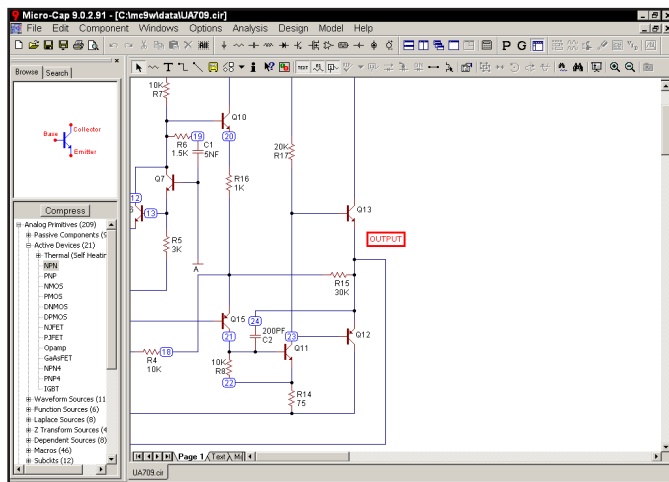 Micro-Cap 9.0.2.91 - [C:\mc9w\data\UA709.cir]
File Edit Component Windows Options Analysis Design Model Help
P G
Browse Search
T
TEXT
Base
Collector
Emitter
Compress
Analog Primitives (209)
Passive Components (5
Active Devices (21)
Thermal (Self Heatin
NPN
PNP
NMOS
PMOS
DNMOS
DPMOS
NJFET
PJFET
Opamp
GaAsFET
NPN4
PNP4
IGBT
Waveform Sources (11
Function Sources (6)
Laplace Sources (8)
Z Transform Sources (4
Dependent Sources (8)
Macros (46)
Subckts (12)
10K
R7
Q10
20
19
R6
1.5K
C1
5NF
20K
R17
Q7
R16
1K
12
6
13
Q13
OUTPUT
R5
3K
A
R15
30K
Q15
24
21
200PF
C2
23
Q12
Q11
18
R4
10K
10K
R8
22
R14
75
Page 1 Text Mi
UA709.cir